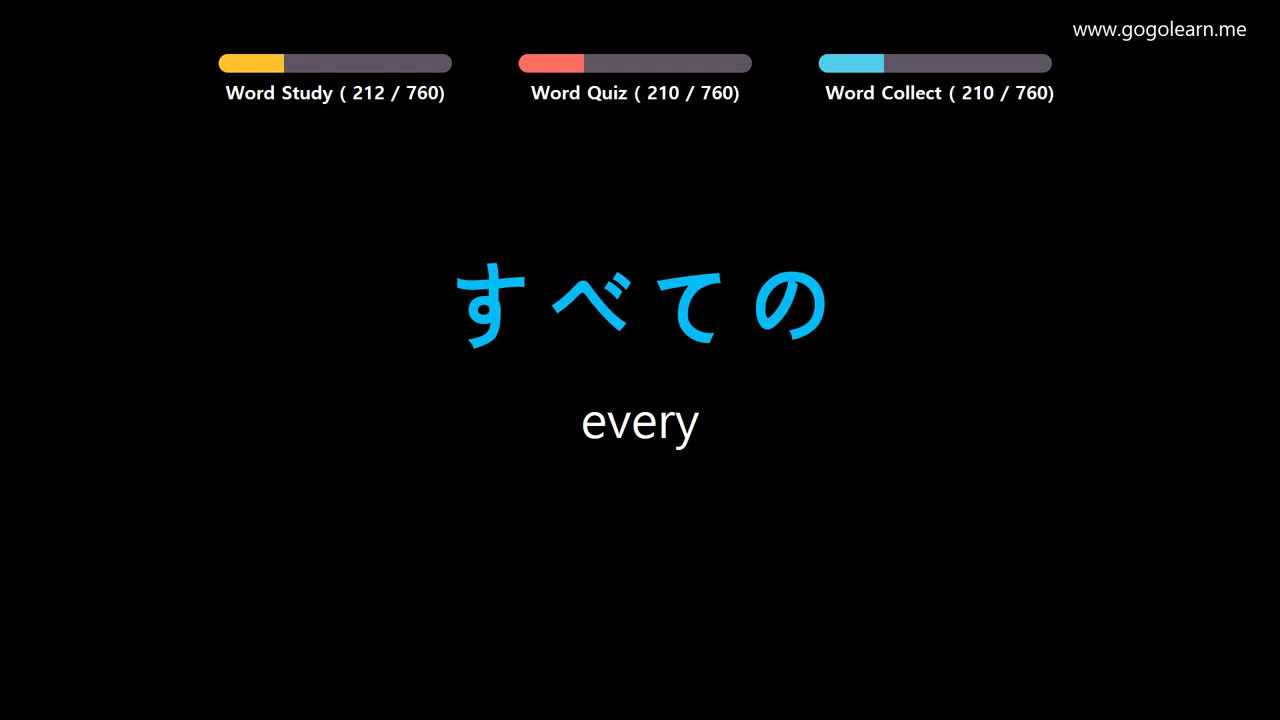 www.gogolearn.me
Word Study ( 212 / 760)
Word Quiz ( 210 / 760)
Word Collect ( 210 / 760)
すべての
every